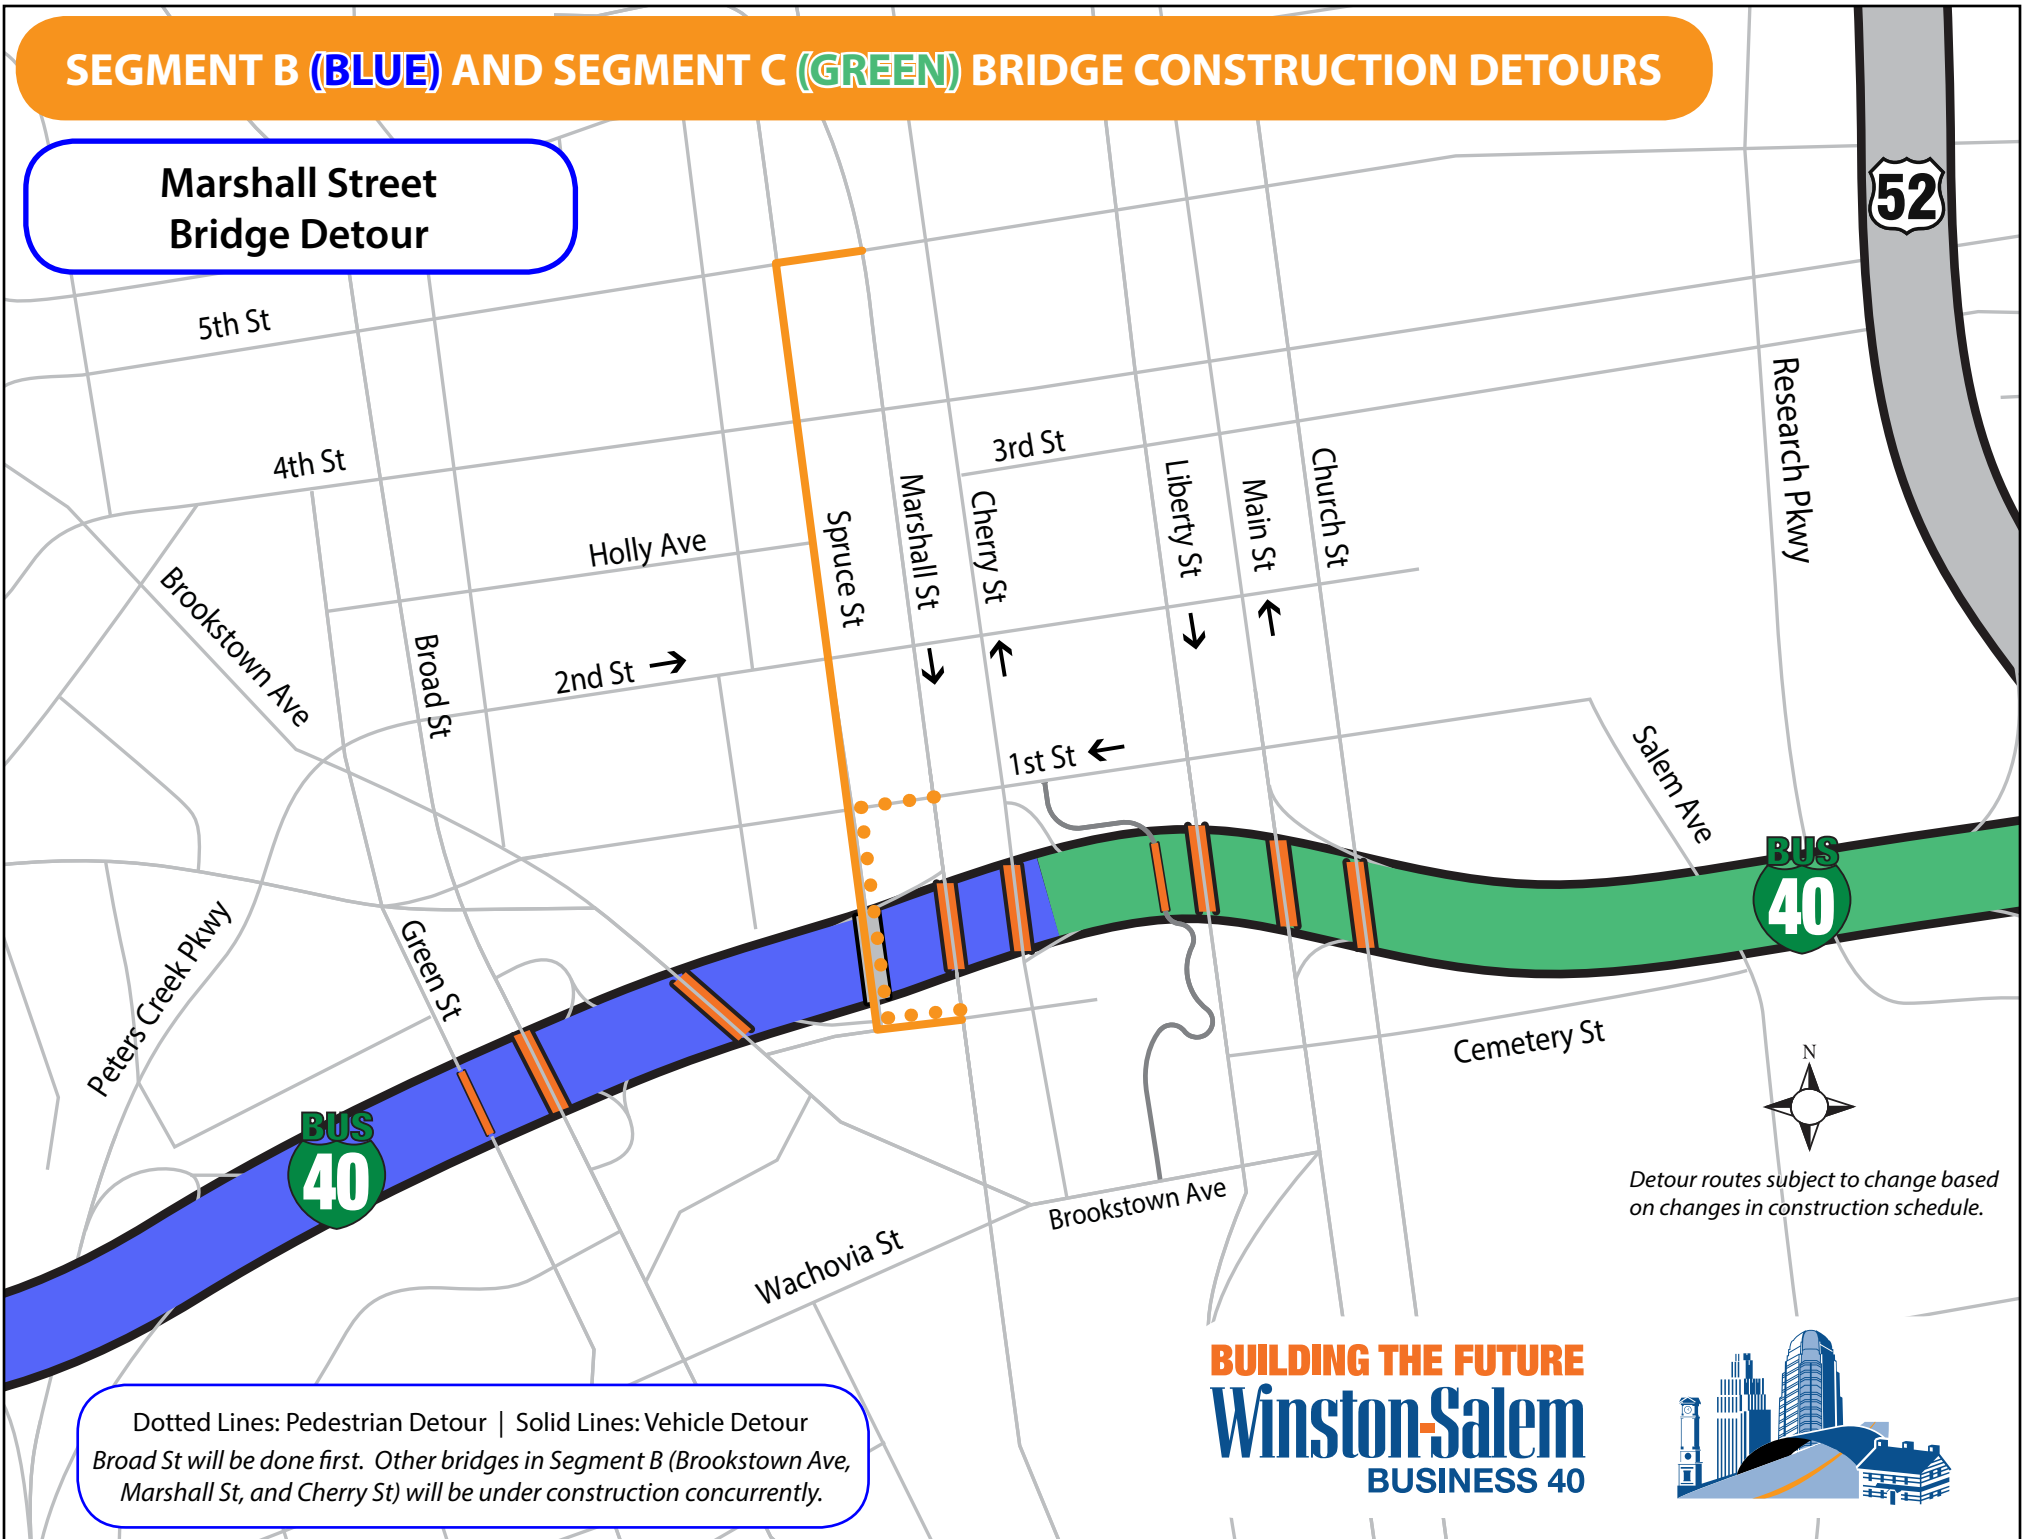 SEGMENT B (BLUE) AND SEGMENT C (GREEN) BRIDGE CONSTRUCTION DETOURS
Marshall Street
Bridge Detour
52
5th St
4th St
3rd St
Holly Ave
2nd St
1st St
Brookstown Ave
Broad St
Spruce St
Marshall St
Cherry St
Liberty St
Main St
Church St
Research Pkwy
Salem Ave
Peters Creek Pkwy
Green St
BUS
40
BUS
40
Cemetery St
N
Detour routes subject to change based
on changes in construction schedule.
Brookstown Ave
Wachovia St
Dotted Lines: Pedestrian Detour | Solid Lines: Vehicle Detour
Broad St will be done first. Other bridges in Segment B (Brookstown Ave,
Marshall St, and Cherry St) will be under construction concurrently.
BUILDING THE FUTURE
Winston-Salem
BUSINESS 40